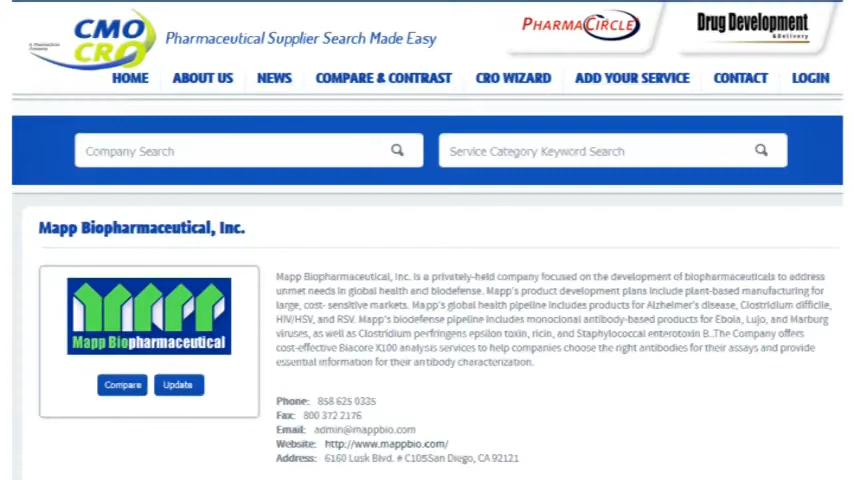 CMO
CRO
Pharmaceutical Supplier Search Made Easy
PHARMACIRCLE
Drug Development
& Delivery
HOME ABOUT US NEWS COMPARE & CONTRAST CRO WIZARD ADD YOUR SERVICE CONTACT LOGIN
Company Search
Service Category Keyword Search
Mapp Biopharmaceutical, Inc.
Mapp Biopharmaceutical
Compare Update
Mapp Biopharmaceutical, Inc. is a privately-held company focused on the development of biopharmaceuticals to address
unmet needs in global health and biodefense. Mapp's product development plans include plant-based manufacturing for
large, cost- sensitive markets. Mapp's global health pipeline includes products for Alzheimer's disease, Clostridium difficile,
HIV/HSV, and RSV. Mapp's biodefense pipeline includes monoclonal antibody-based products for Ebola, Lujo, and Marburg
viruses, as well as Clostridium perfringens epsilon toxin, ricin, and Staphylococcal enterotoxin B..The Company offers
cost-effective Biacore X100 analysis services to help companies choose the right antibodies for their assays and provide
essential information for their antibody characterization.
Phone: 858 625 0335
Fax: 800 372 2176
Email: admin@mappbio.com
Website: http://www.mappbio.com/
Address: 6160 Lusk Blvd. # C105San Diego, CA 92121